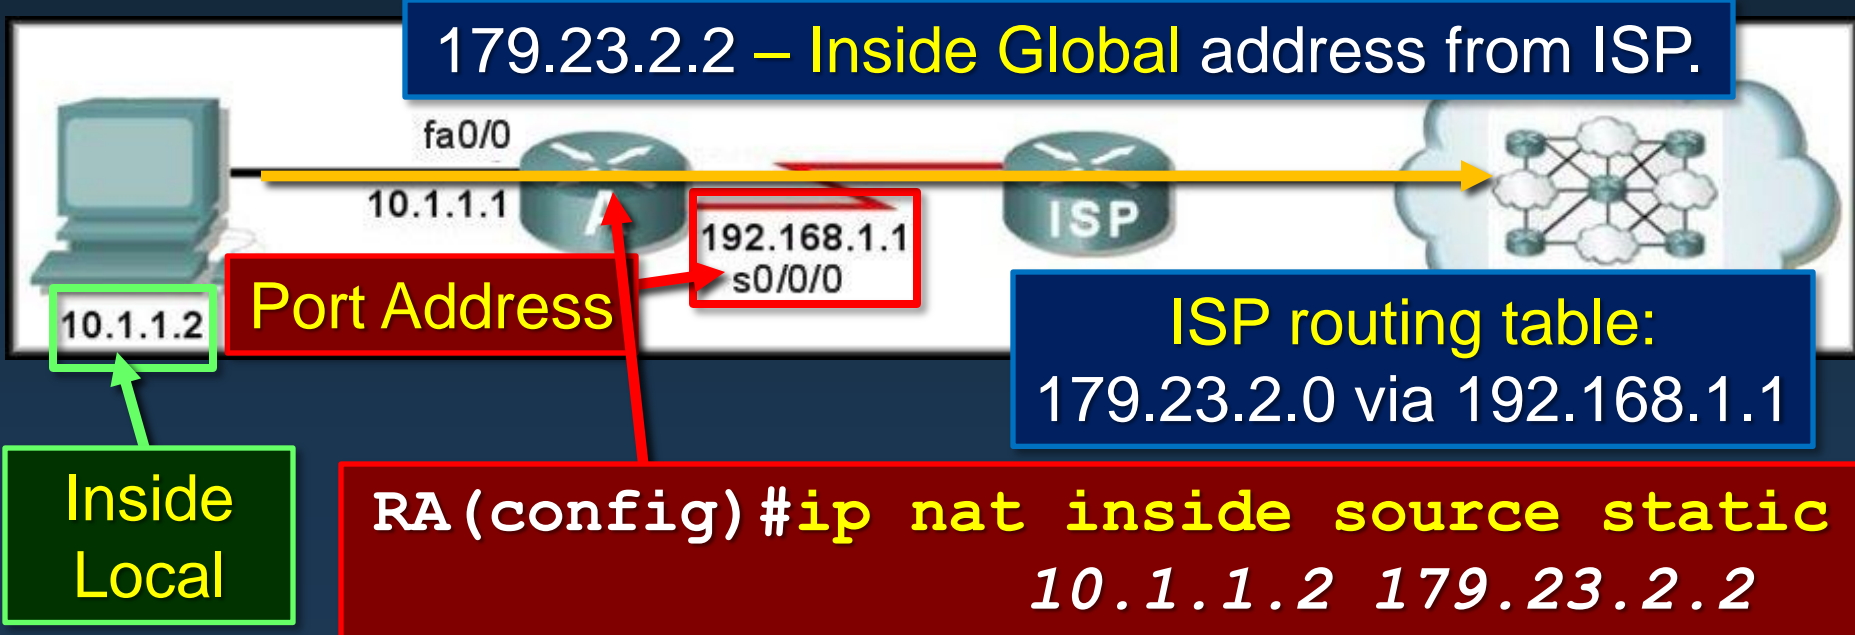 179.23.2.2 – Inside Global address from ISP.
fa0/0
10.1.1.1
A
192.168.1.1
s0/0/0
ISP
Port Address
10.1.1.2
ISP routing table:
179.23.2.0 via 192.168.1.1
Inside
Local
RA(config)#ip nat inside source static
10.1.1.2 179.23.2.2